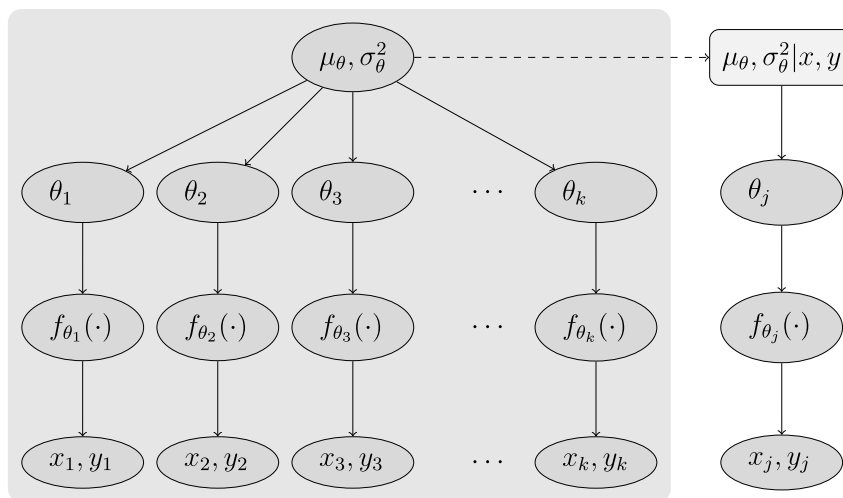 μ_θ, σ_θ^2 μ_θ, σ_θ^2|x, y
θ_1 θ_2 θ_3 ⋯ θ_k θ_j
f_{θ_1}(·) f_{θ_2}(·) f_{θ_3}(·) ⋯ f_{θ_k}(·) f_{θ_j}(·)
x_1, y_1 x_2, y_2 x_3, y_3 ⋯ x_k, y_k x_j, y_j